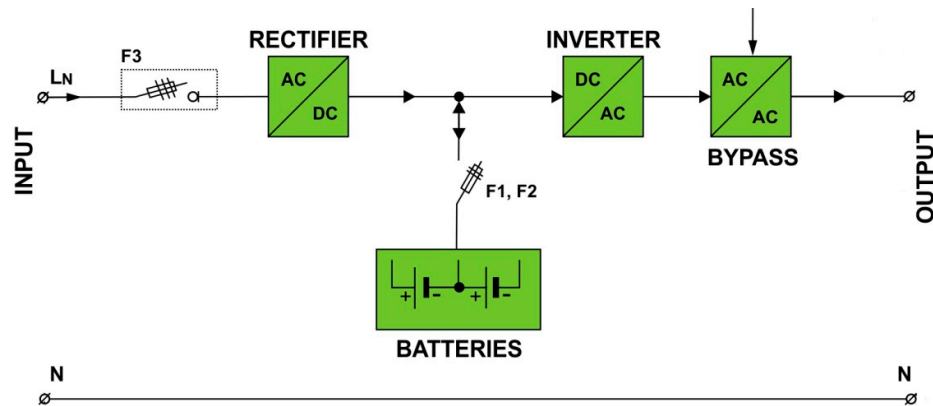 RECTIFIER
INVERTER
F3
LN
AC
DC
DC
AC
AC
AC
BYPASS
INPUT
OUTPUT
F1, F2
+ - + -
BATTERIES
N
N